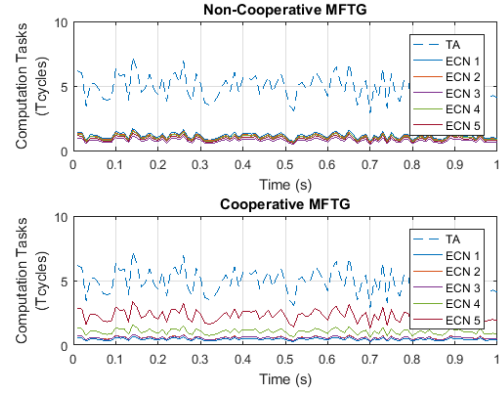 Non-Cooperative MFTG
Computation Tasks
(Tcycles)
10
5
0
TA
ECN 1
ECN 2
ECN 3
ECN 4
ECN 5
0 0.1 0.2 0.3 0.4 0.5 0.6 0.7 0.8 0.9 1
Time (s)
Cooperative MFTG
Computation Tasks
(Tcycles)
10
5
0
TA
ECN 1
ECN 2
ECN 3
ECN 4
ECN 5
0 0.1 0.2 0.3 0.4 0.5 0.6 0.7 0.8 0.9 1
Time (s)